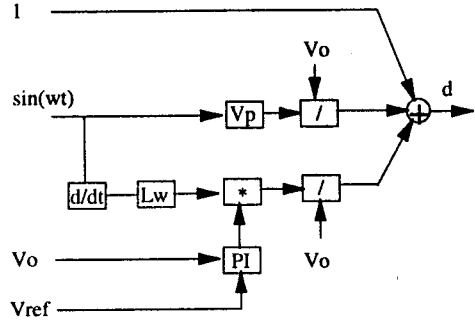 1
Vo
d
sin(wt)
Vp
/
+
d/dt
Lw
*
/
Vo
PI
Vo
Vref